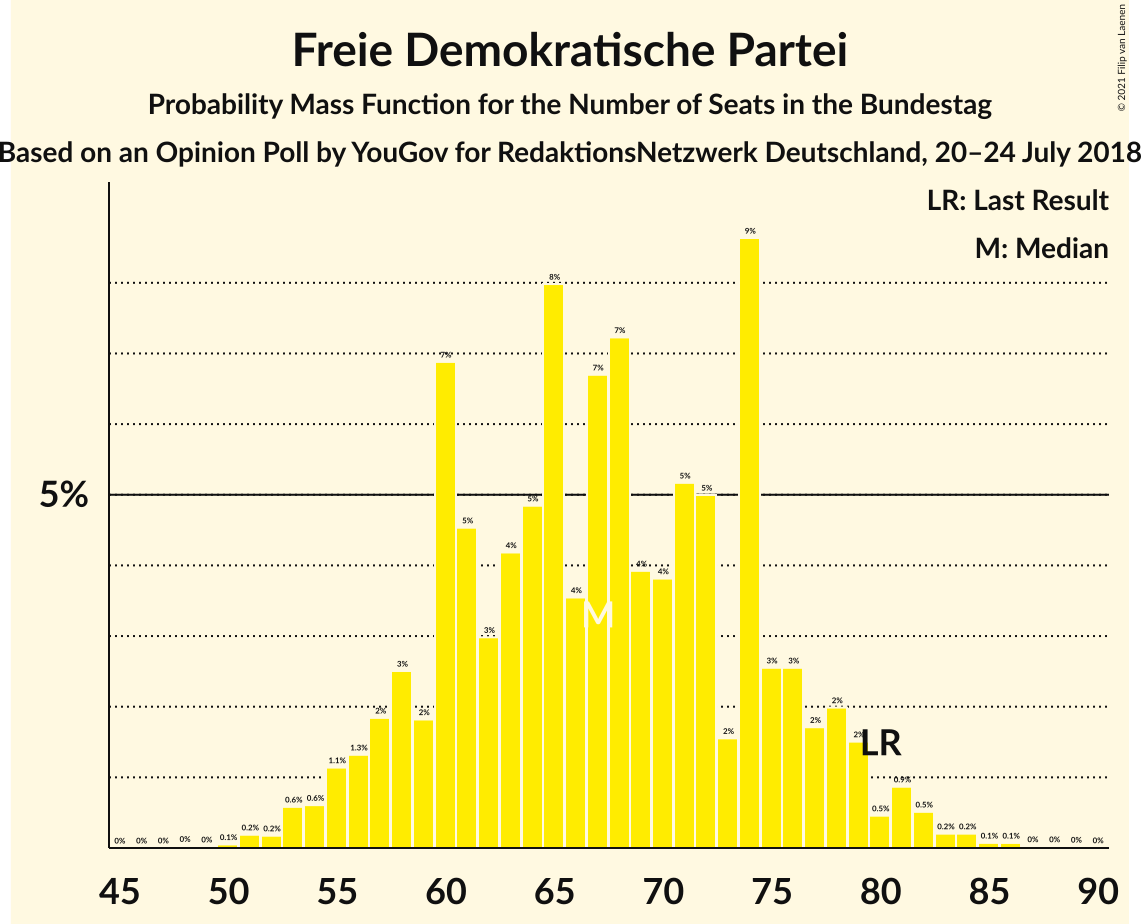 Freie Demokratische Partei
Probability Mass Function for the Number of Seats in the Bundestag
Based on an Opinion Poll by YouGov for RedaktionsNetzwerk Deutschland, 20–24 July 2018
© 2021 Filip van Laenen
LR: Last Result
M: Median
5%
0% 0% 0% 0% 0% 0.1% 0.2% 0.2% 0.6% 0.6% 1.1% 1.3% 2% 3% 2% 7% 5% 3% 4% 5% 8% 4% 7% 7% 4% 4% 5% 5% 2% 9% 3% 3% 2% 2% 2% 0.5% 0.9% 0.5% 0.2% 0.2% 0.1% 0.1% 0% 0% 0% 0%
M
LR
45 50 55 60 65 70 75 80 85 90